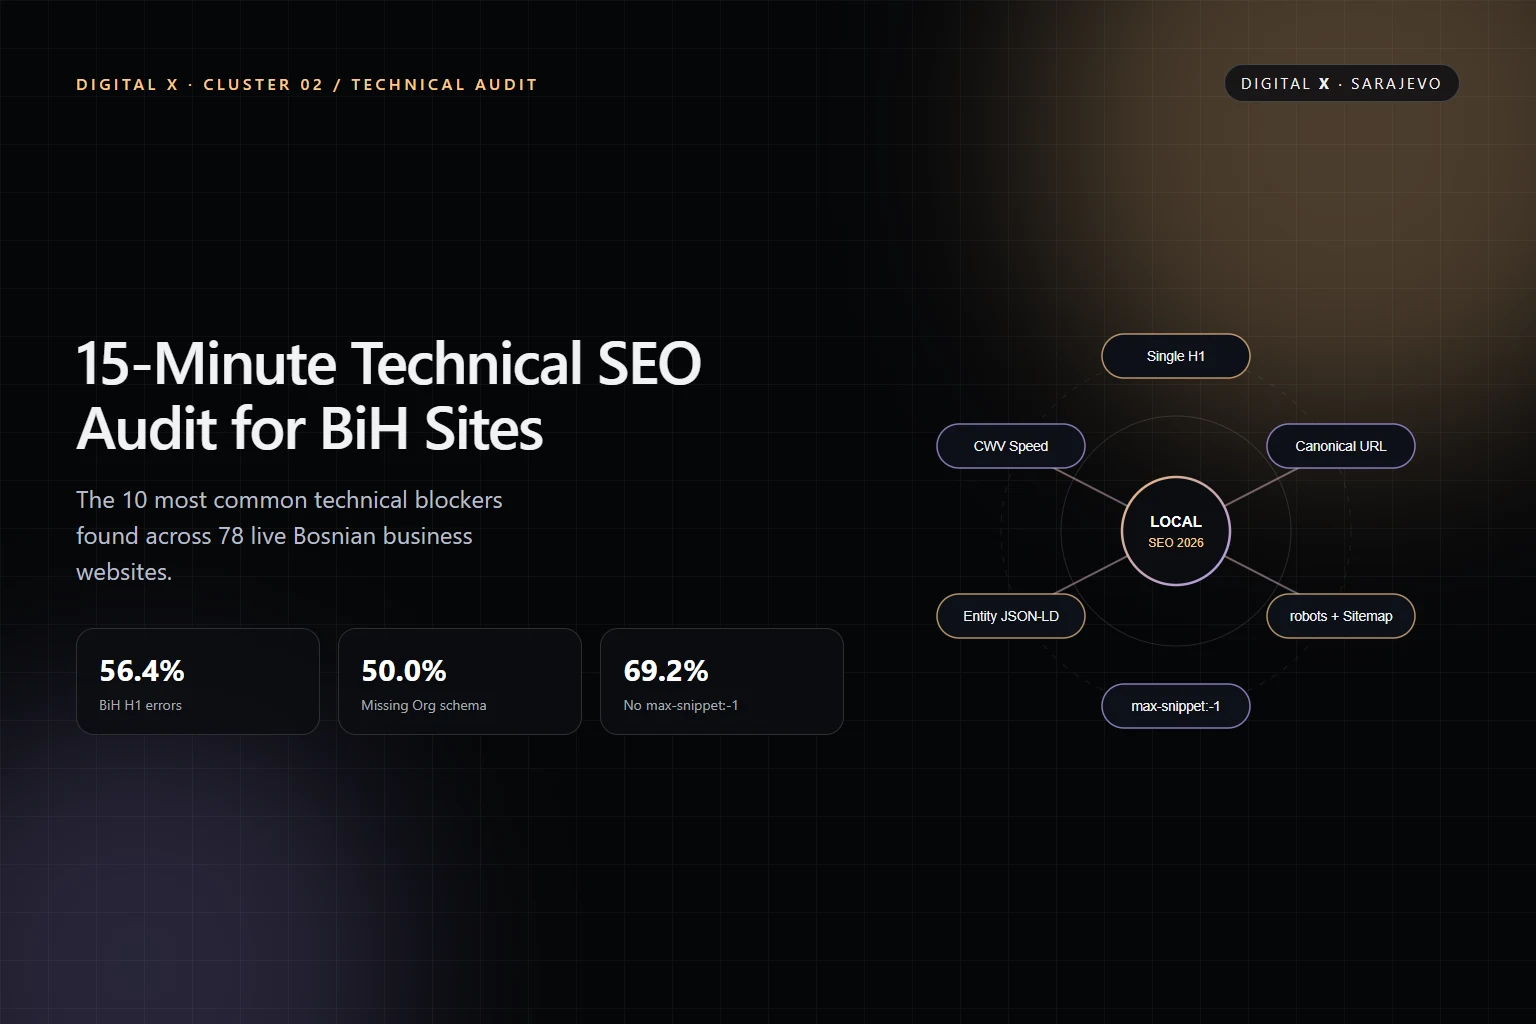 DIGITAL X · CLUSTER 02 / TECHNICAL AUDIT
DIGITAL X · SARAJEVO
15-Minute Technical SEO
Audit for BiH Sites
The 10 most common technical blockers
found across 78 live Bosnian business
websites.
56.4%
BiH H1 errors
50.0%
Missing Org schema
69.2%
No max-snippet:-1
Single H1
CWV Speed
Canonical URL
LOCAL
SEO 2026
Entity JSON-LD
robots + Sitemap
max-snippet:-1